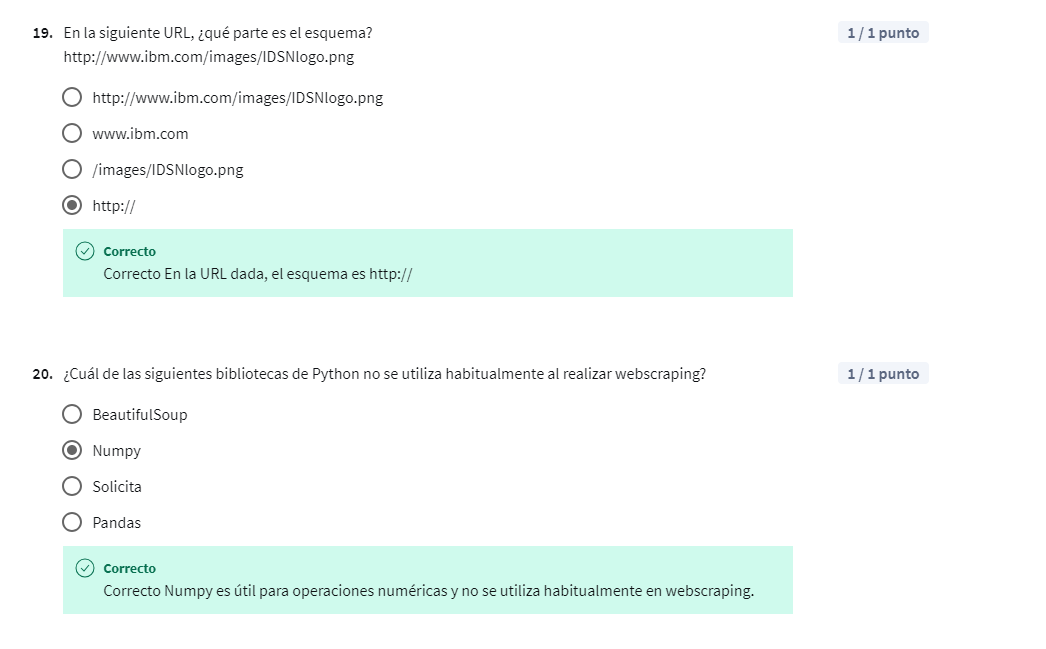 19. En la siguiente URL, ¿qué parte es el esquema? 1 / 1 punto
http://www.ibm.com/images/IDSNlogo.png
http://www.ibm.com/images/IDSNlogo.png
www.ibm.com
/images/IDSNlogo.png
http://
Correcto
Correcto En la URL dada, el esquema es http://
20. ¿Cuál de las siguientes bibliotecas de Python no se utiliza habitualmente al realizar webscraping? 1 / 1 punto
BeautifulSoup
Numpy
Solicita
Pandas
Correcto
Correcto Numpy es útil para operaciones numéricas y no se utiliza habitualmente en webscraping.